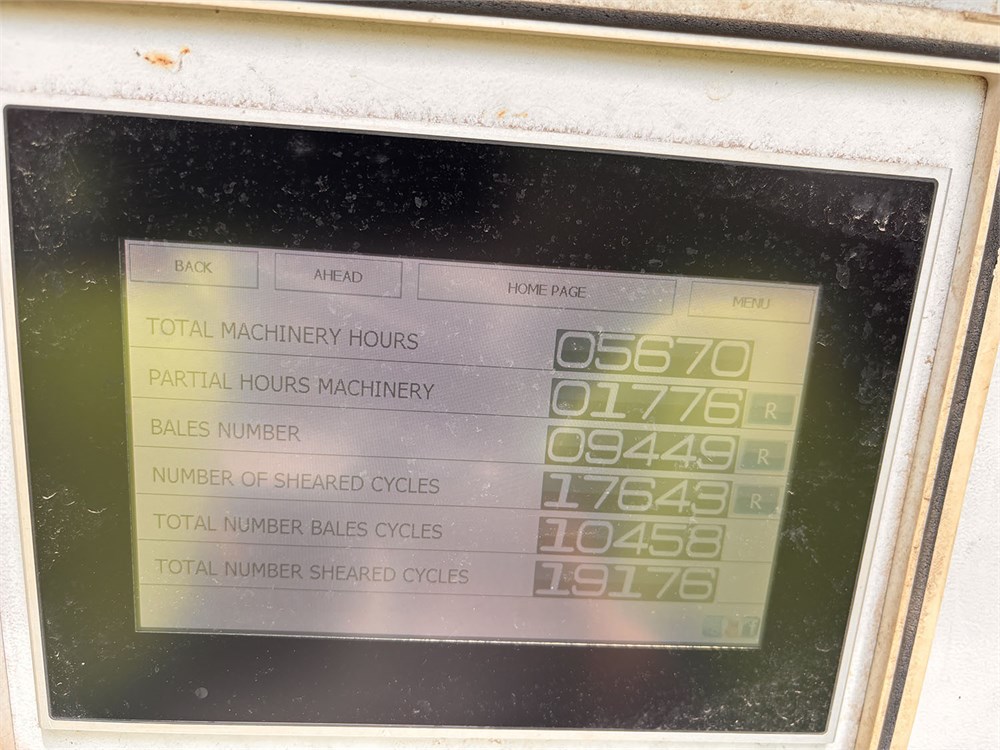 BACK AHEAD HOME PAGE MENU
TOTAL MACHINERY HOURS 05670
PARTIAL HOURS MACHINERY 01776 R
BALES NUMBER 09449 R
NUMBER OF SHEARED CYCLES 17643 R
TOTAL NUMBER BALES CYCLES 10458
TOTAL NUMBER SHEARED CYCLES 19176